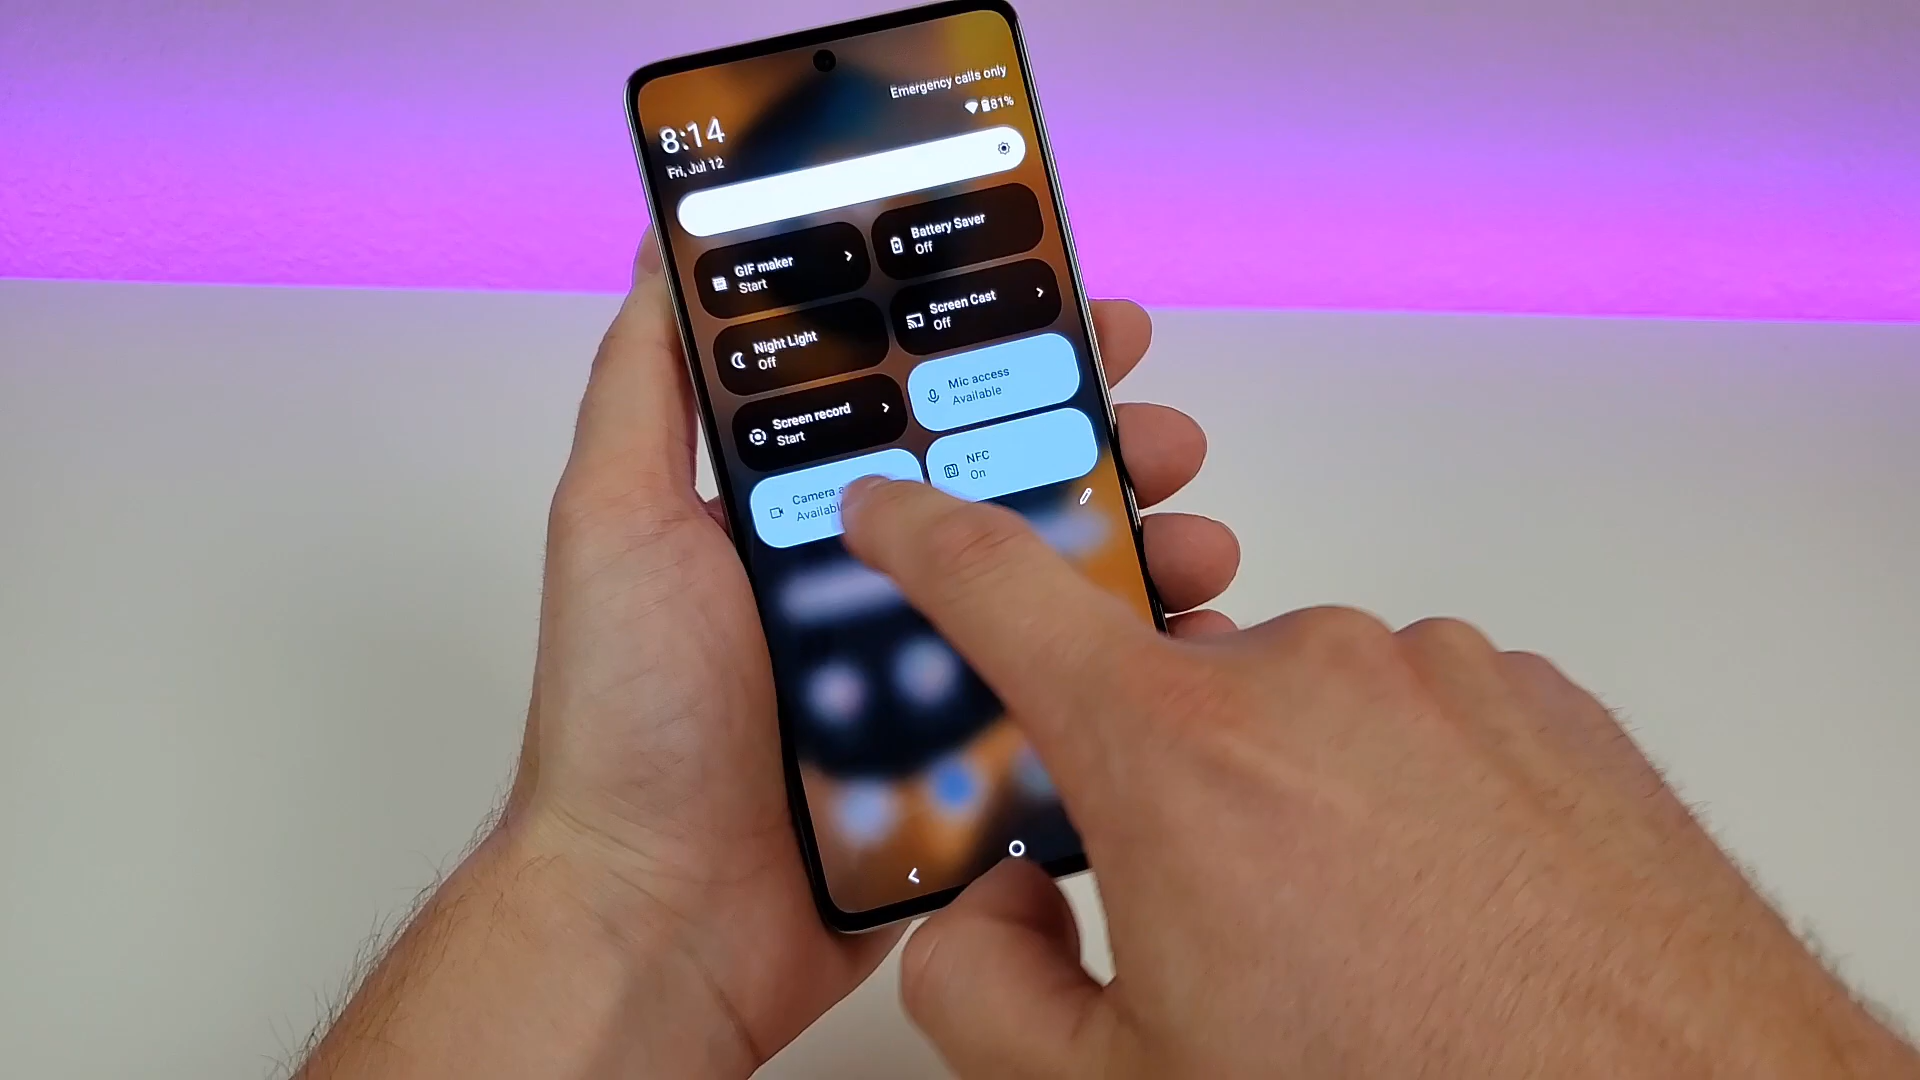 Emergency calls only
81%
8:14
Fri, Jul 12
GIF maker
Start
Battery Saver
Off
Night Light
Off
Screen Cast
Off
Screen record
Start
Mic access
Available
Camera
Availabl
NFC
On